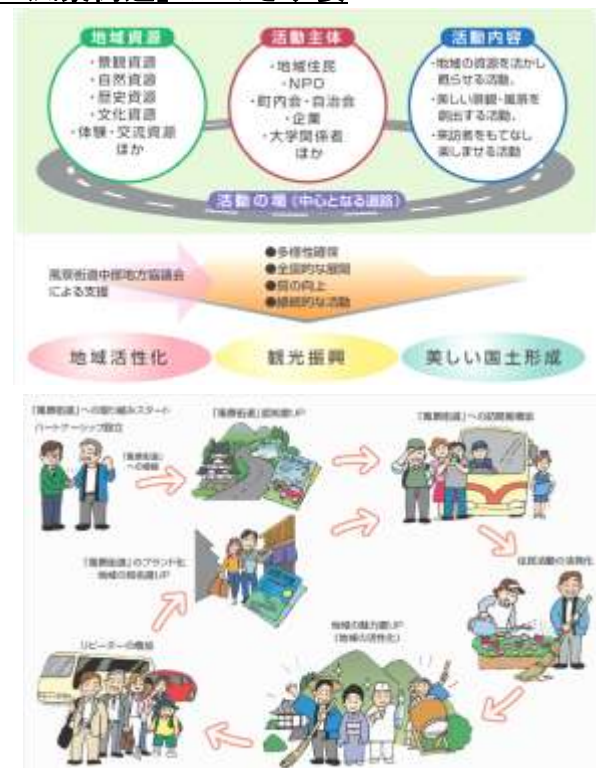 地域資源
・景観資源
・自然資源
・歴史資源
・文化資源
・体験・交流資源
ほか
活動主体
・地域住民
・NPO
・町内会・自治会
・企業
・大学関係者
ほか
活動内容
・地域の資源を活かし
甦らせる活動、
・美しい景観・風景を
創出する活動、
・来訪者をもてなし
楽しませる活動
活動の場(中心となる道路)
風景街道中部地方協議会
による支援
●多様性確保
●全国的な展開
●質の向上
●継続的な活動
地域活性化
観光振興
美しい国土形成
「風景街道」への取り組みスタート
パートナーシップ設立
「風景街道」
への登録
「風景街道」認知度UP
「風景街道」への訪問者増加
住民活動の活発化
地域の魅力度UP
(地域の活性化)
リピーターの増加
「風景街道」のブランド化
地域の知名度UP